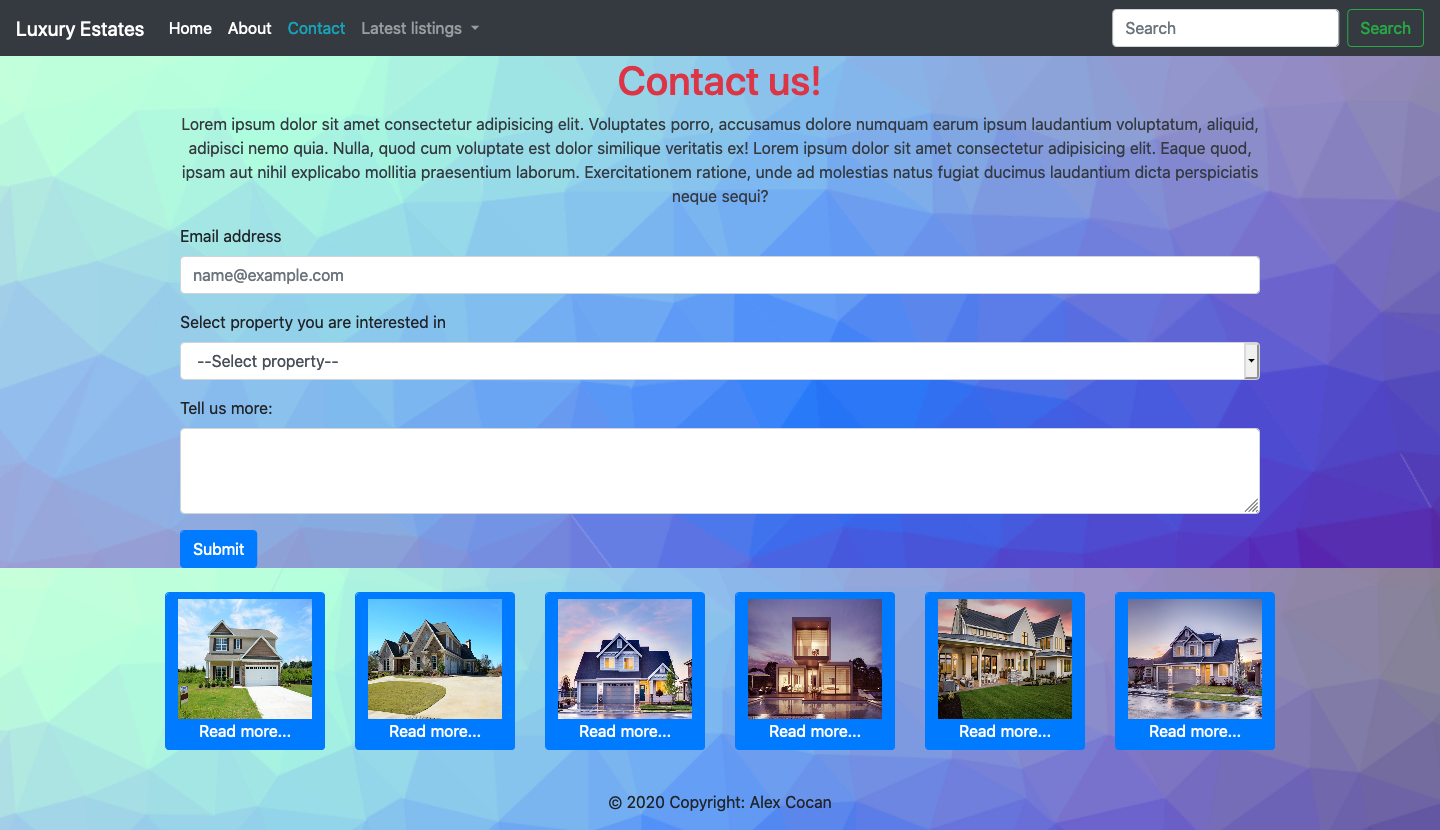 Luxury Estates Home About Contact Latest listings Search Search
Contact us!
Lorem ipsum dolor sit amet consectetur adipisicing elit. Voluptates porro, accusamus dolore numquam earum ipsum laudantium voluptatum, aliquid,
adipisci nemo quia. Nulla, quod cum voluptate est dolor similique veritatis ex! Lorem ipsum dolor sit amet consectetur adipisicing elit. Eaque quod,
ipsam aut nihil explicabo mollitia praesentium laborum. Exercitationem ratione, unde ad molestias natus fugiat ducimus laudantium dicta perspiciatis
neque sequi?
Email address
name@example.com
Select property you are interested in
--Select property--
Tell us more:
Submit
Read more... Read more... Read more... Read more... Read more... Read more...
© 2020 Copyright: Alex Cocan